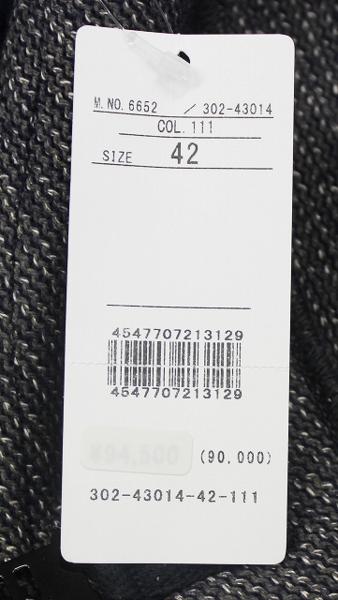 M.NO.6652 / 302-43014
COL.111
SIZE 42
4547707213129
4547707213129
¥94,500 (90,000)
302-43014-42-111